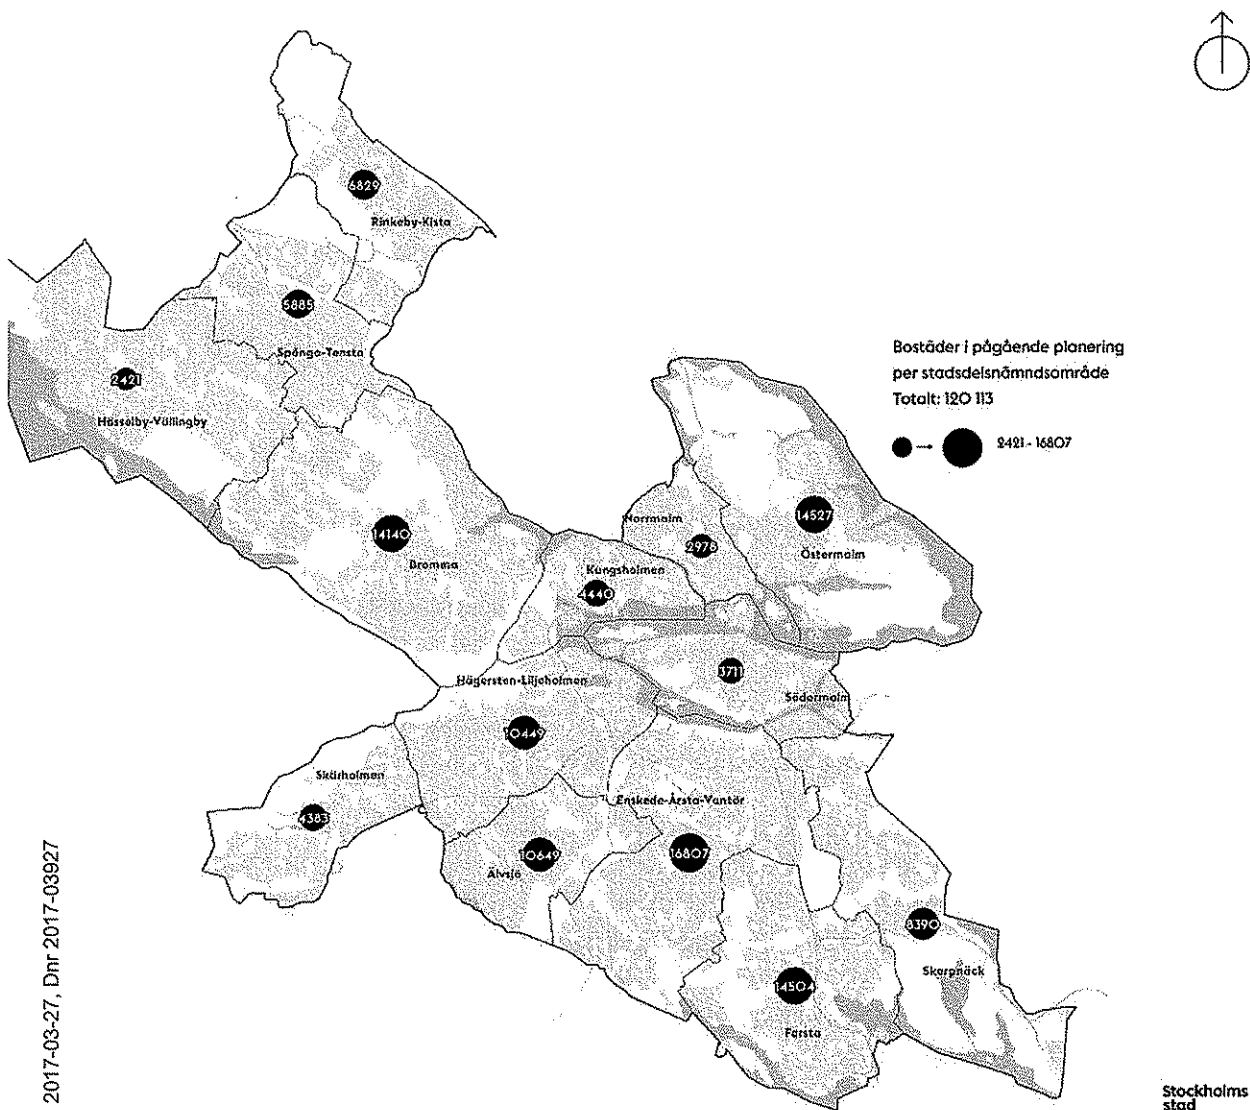 6829
Rinkeby-Kista
5885
Spånga-Tensta
2421
Hässelby-Vällingby
Bostäder i pågående planering
per stadsdelsnämndsområde
Totalt: 120 113
2421 - 16807
14527
Östermalm
Norrmalm
2978
14140
Bromma
Kungsholmen
4440
3711
Södermalm
Hägersten-Liljeholmen
10449
Skärholmen
4383
Enskede-Årsta-Vantör
16807
10649
Älvsjö
8390
Skarpnäck
14504
Farsta
2017-03-27, Dnr 2017-03927
Stockholms
stad